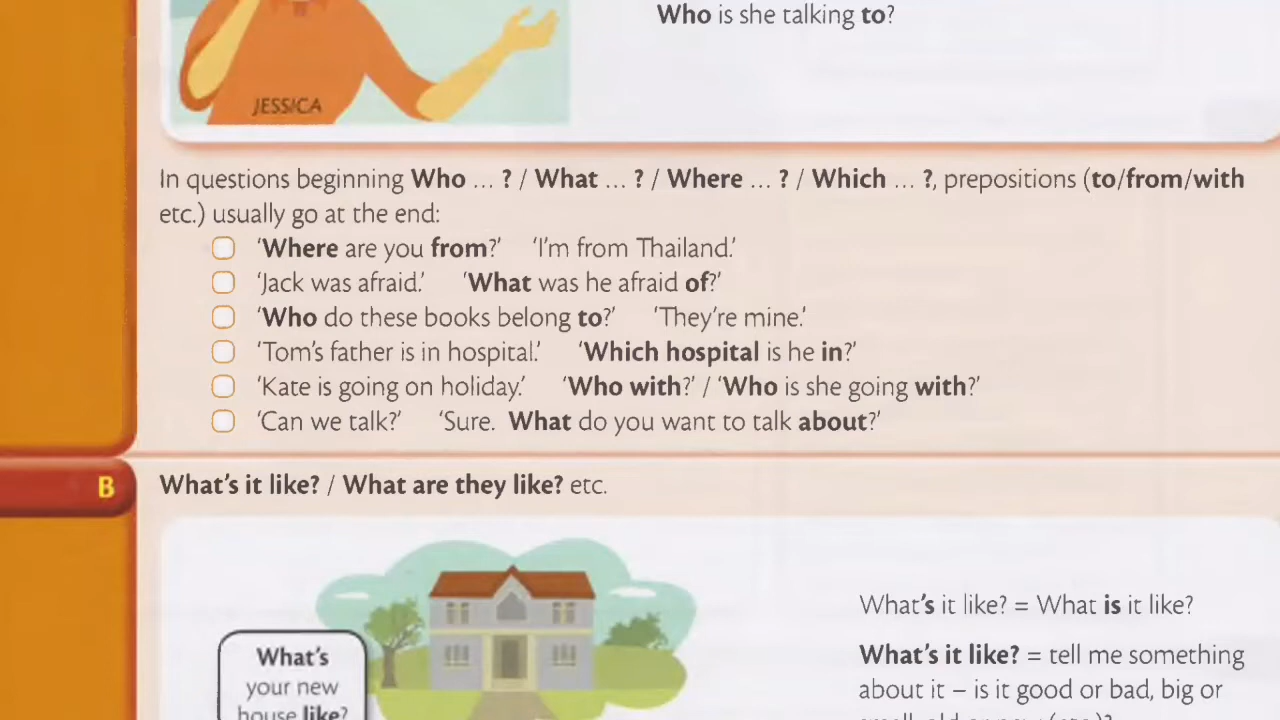 Who is she talking to?
JESSICA
In questions beginning Who ... ? / What ... ? / Where ... ? / Which ... ?, prepositions (to/from/with
etc.) usually go at the end:
‘Where are you from?’ ‘I’m from Thailand.’
‘Jack was afraid.’ ‘What was he afraid of?’
‘Who do these books belong to?’ ‘They’re mine.’
‘Tom’s father is in hospital.’ ‘Which hospital is he in?’
‘Kate is going on holiday.’ ‘Who with?’ / ‘Who is she going with?’
‘Can we talk?’ ‘Sure. What do you want to talk about?’
B
What’s it like? / What are they like? etc.
What’s it like? = What is it like?
What’s it like? = tell me something
about it – is it good or bad, big or
small, old or new (etc.)?
What’s
your new
house like?